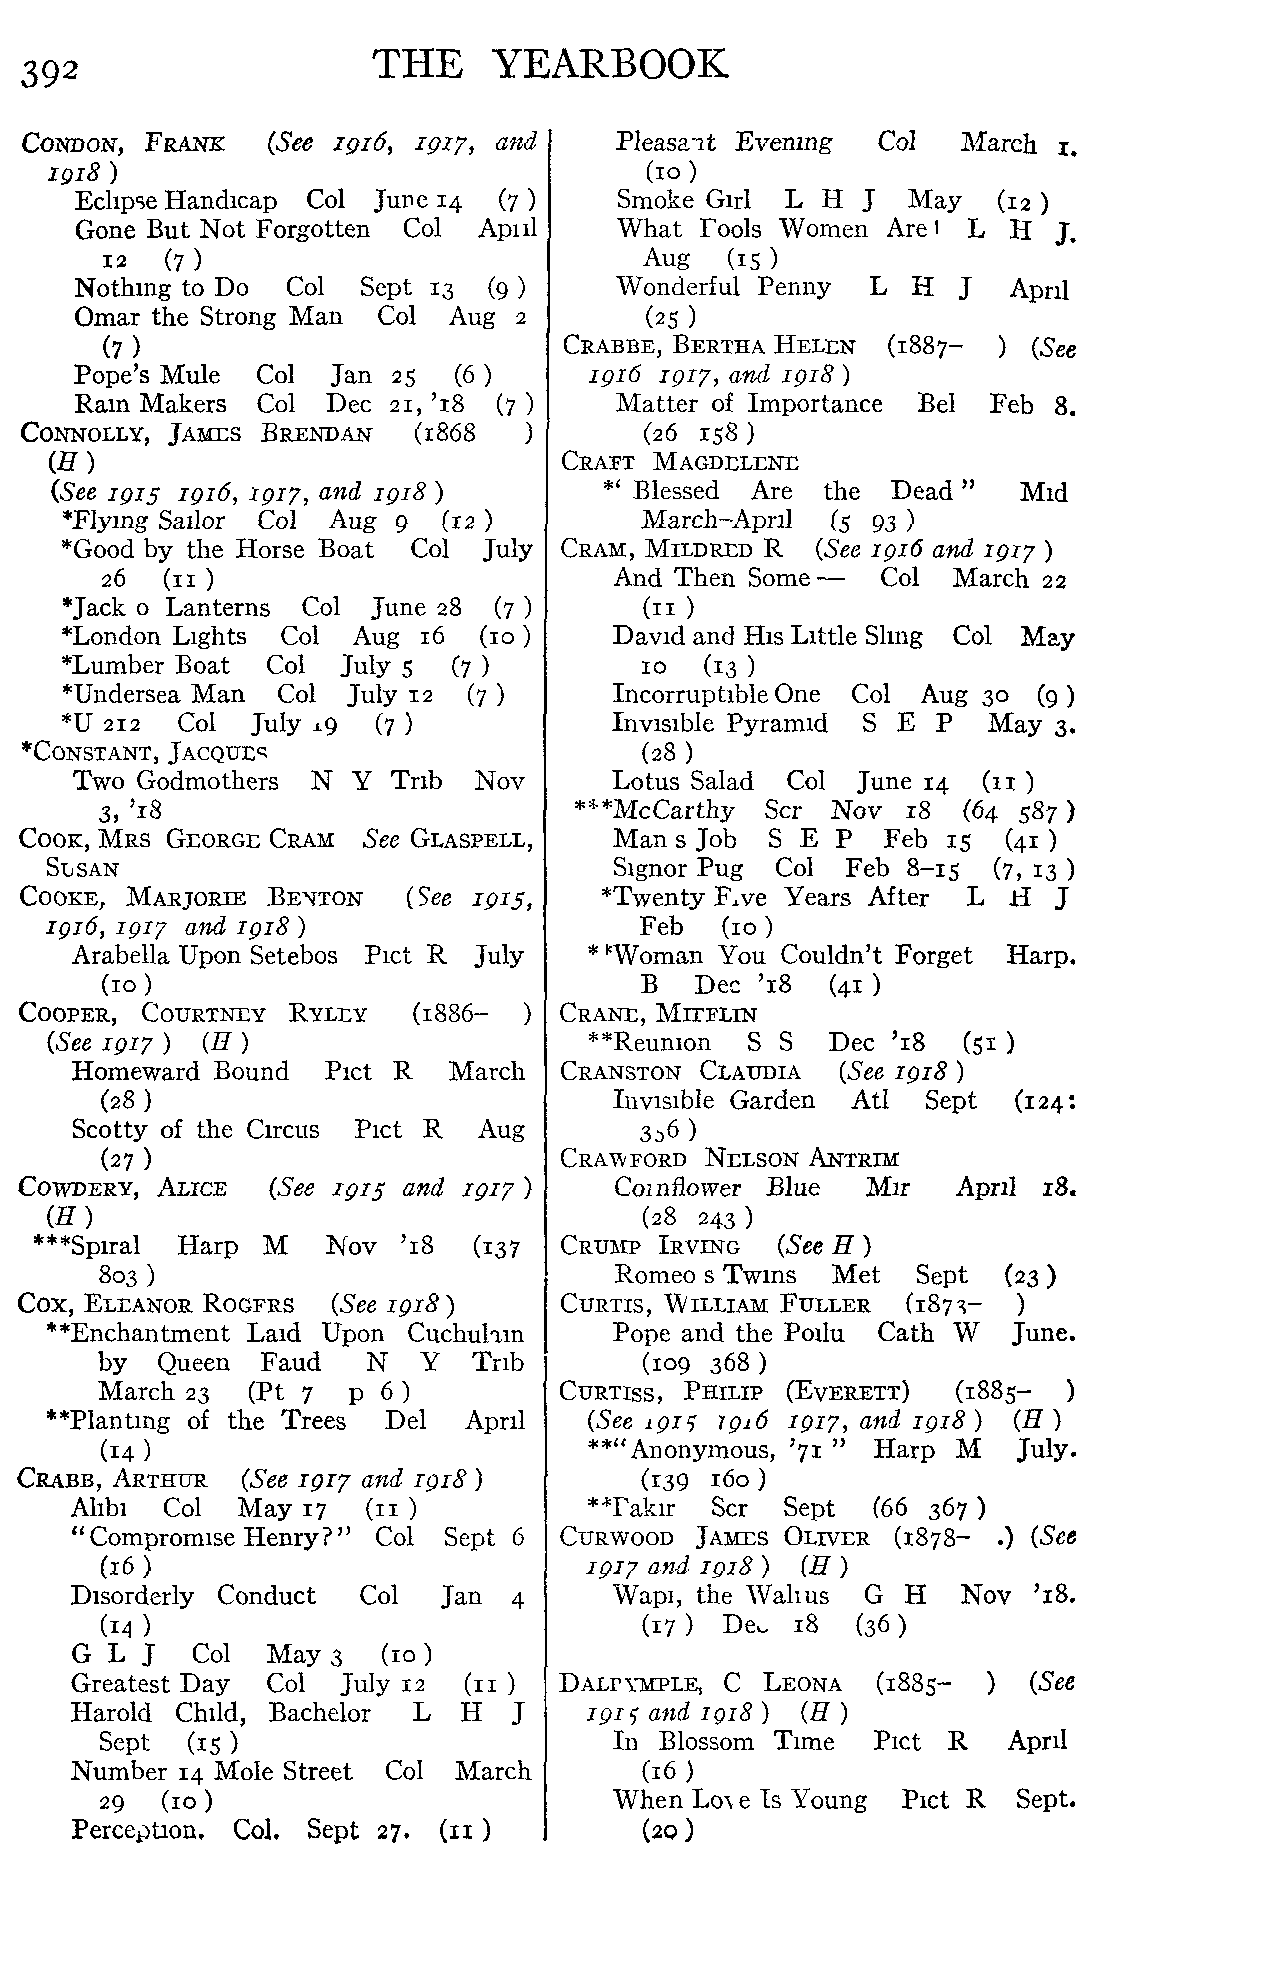 392 THE YEARBOOK
CONDON, FRANK (See 1916, 1917, and
1918)
Eclipse Handicap Col June 14 (7)
Gone But Not Forgotten Col April
12 (7)
Nothing to Do Col Sept 13 (9)
Omar the Strong Man Col Aug 2
(7)
Pope's Mule Col Jan 25 (6)
Rain Makers Col Dec 21, '18 (7)
CONNOLLY, JAMES BRENDAN (1868 )
(H)
(See 1915 1916, 1917, and 1918)
*Flying Sailor Col Aug 9 (12)
*Good by the Horse Boat Col July
26 (11)
*Jack o Lanterns Col June 28 (7)
*London Lights Col Aug 16 (10)
*Lumber Boat Col July 5 (7)
*Undersea Man Col July 12 (7)
*U 212 Col July 19 (7)
*CONSTANT, JACQUES
Two Godmothers N Y Trib Nov
3, '18
COOK, MRS GEORGE CRAM See GLASPELL,
SUSAN
COOKE, MARJORIE BENTON (See 1915,
1916, 1917 and 1918)
Arabella Upon Setebos Pict R July
(10)
COOPER, COURTNEY RYLEY (1886– )
(See 1917) (H)
Homeward Bound Pict R March
(28)
Scotty of the Circus Pict R Aug
(27)
COWDERY, ALICE (See 1915 and 1917)
(H)
***Spiral Harp M Nov '18 (137
803)
COX, ELEANOR ROGERS (See 1918)
**Enchantment Laid Upon Cuchulain
by Queen Faud N Y Trib
March 23 (Pt 7 p 6)
**Planting of the Trees Del April
(14)
CRABB, ARTHUR (See 1917 and 1918)
Alibi Col May 17 (11)
"Compromise Henry?" Col Sept 6
(16)
Disorderly Conduct Col Jan 4
(14)
G L J Col May 3 (10)
Greatest Day Col July 12 (11)
Harold Child, Bachelor L H J
Sept (15)
Number 14 Mole Street Col March
29 (10)
Perception. Col. Sept 27. (11)
Pleasant Evening Col March 1.
(10)
Smoke Girl L H J May (12)
What Fools Women Are! L H J.
Aug (15)
Wonderful Penny L H J April
(25)
CRABBE, BERTHA HELEN (1887– ) (See
1916 1917, and 1918)
Matter of Importance Bel Feb 8.
(26 158)
CRAFT MAGDELENE
*" Blessed Are the Dead" Mid
March–April (5 93)
CRAM, MILDRED R (See 1916 and 1917)
And Then Some— Col March 22
(11)
David and His Little Sling Col May
10 (13)
Incorruptible One Col Aug 30 (9)
Invisible Pyramid S E P May 3.
(28)
Lotus Salad Col June 14 (11)
***McCarthy Scr Nov 18 (64 587)
Man s Job S E P Feb 15 (41)
Signor Pug Col Feb 8–15 (7, 13)
*Twenty Five Years After L H J
Feb (10)
**Woman You Couldn't Forget Harp.
B Dec '18 (41)
CRANE, MIFFLIN
**Reunion S S Dec '18 (51)
CRANSTON CLAUDIA (See 1918)
Invisible Garden Atl Sept (124:
356)
CRAWFORD NELSON ANTRIM
Cornflower Blue Mir April 18.
(28 243)
CRUMP IRVING (See H)
Romeo s Twins Met Sept (23)
CURTIS, WILLIAM FULLER (1873– )
Pope and the Poilu Cath W June.
(109 368)
CURTISS, PHILIP (EVERETT) (1885– )
(See 1915 1916 1917, and 1918) (H)
**"Anonymous, '71" Harp M July.
(139 160)
**Fakir Scr Sept (66 367)
CURWOOD JAMES OLIVER (1878– .) (See
1917 and 1918) (H)
Wapi, the Walrus G H Nov '18.
(17) Dec 18 (36)
DALRYMPLE, C LEONA (1885– ) (See
1915 and 1918) (H)
In Blossom Time Pict R April
(16)
When Love Is Young Pict R Sept.
(20)